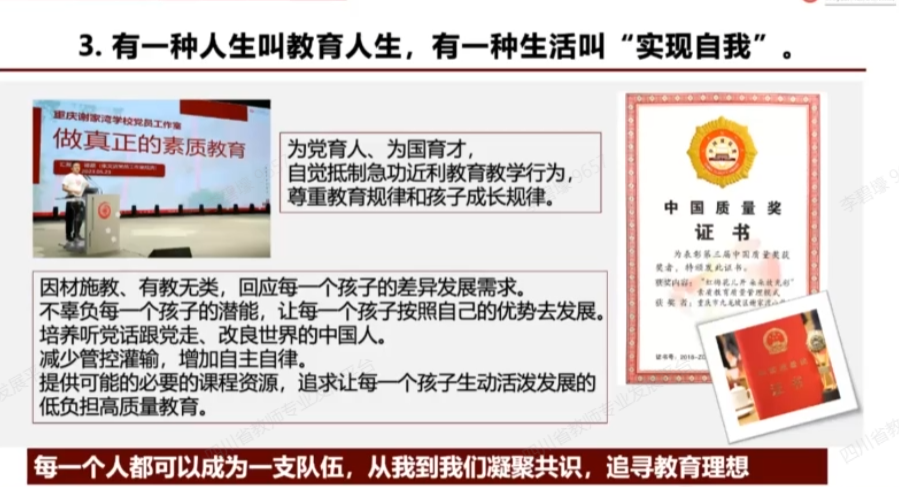 3. 有一种人生叫教育人生，有一种生活叫“实现自我”。
重庆谢家湾学校党员工作室
做真正的素质教育
为党育人、为国育才，
自觉抵制急功近利教育教学行为，
尊重教育规律和孩子成长规律。
中国质量奖
证书
为表彰第三届中国质量奖获
奖者，特颁发此证书。
因材施教、有教无类，回应每一个孩子的差异发展需求。
不辜负每一个孩子的潜能，让每一个孩子按照自己的优势去发展。
培养听党话跟党走、改良世界的中国人。
减少管控灌输，增加自主自律。
提供可能的必要的课程资源，追求让每一个孩子生动活泼发展的
低负担高质量教育。
证书
每一个人都可以成为一支队伍，从我到我们凝聚共识，追寻教育理想